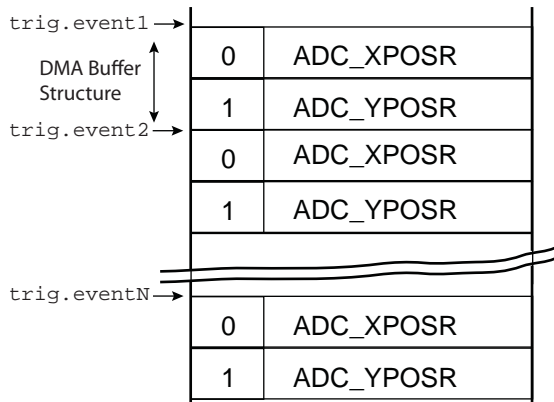 trig.event1
0 ADC_XPOSR
DMA Buffer
Structure
1 ADC_YPOSR
trig.event2
0 ADC_XPOSR
1 ADC_YPOSR
trig.eventN
0 ADC_XPOSR
1 ADC_YPOSR